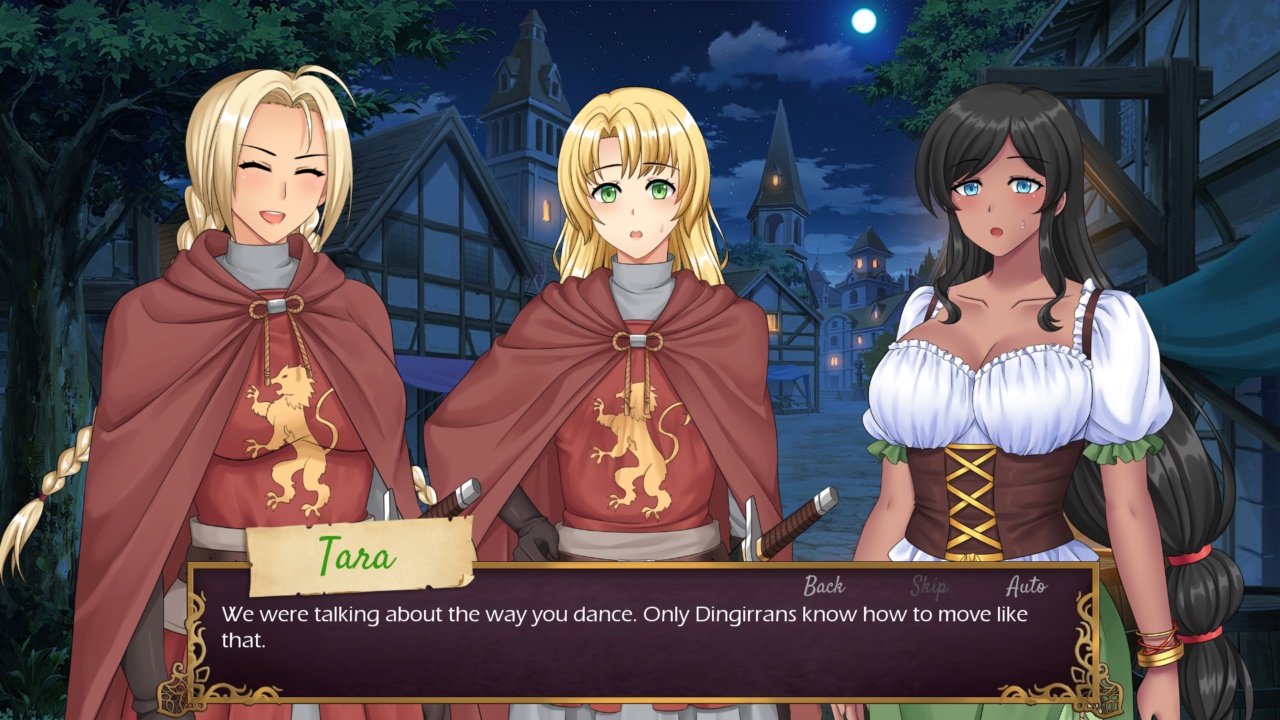 Tara
Back Skip Auto
We were talking about the way you dance. Only Dingirrans know how to move like
that.